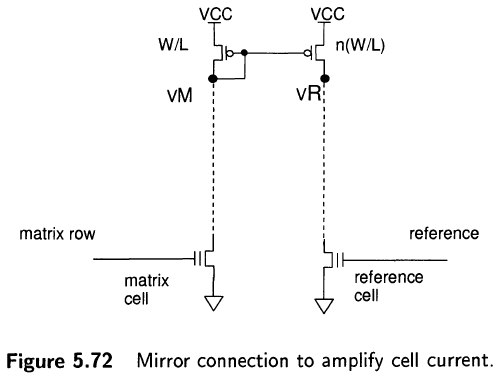 VCC
VCC
W/L
n(W/L)
vM
vR
matrix row
reference
matrix
cell
reference
cell
Figure 5.72 Mirror connection to amplify cell current.